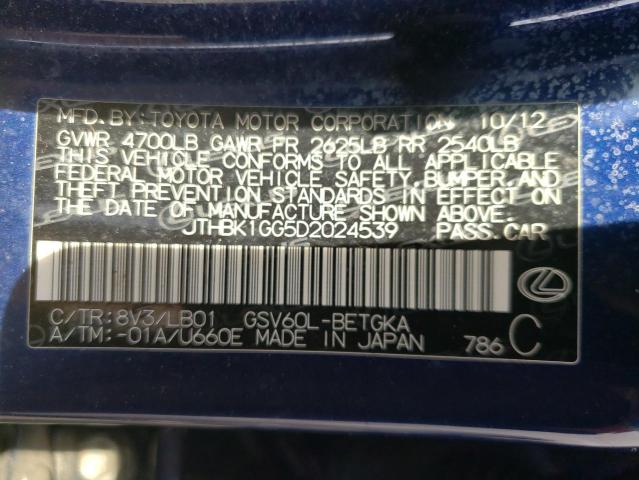 MFD. BY: TOYOTA MOTOR CORPORATION 10/12
GVWR 4700LB GAWR FR 2625LB RR 2540LB
THIS VEHICLE CONFORMS TO ALL APPLICABLE
FEDERAL MOTOR VEHICLE SAFETY, BUMPER, AND
THEFT PREVENTION STANDARDS IN EFFECT ON
THE DATE OF MANUFACTURE SHOWN ABOVE.
JTHBK1GG5D2024539 PASS. CAR
C/TR: 8V3/LB01 GSV60L-BETGKA
A/TM: -01A/U660E MADE IN JAPAN 786 C